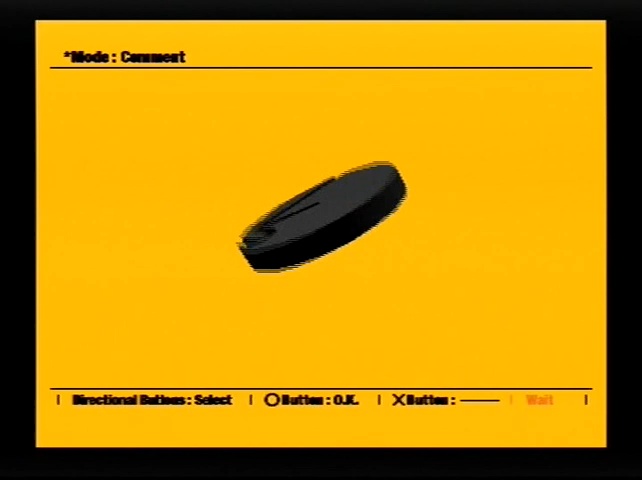 *Mode : Comment
| Directional Buttons : Select | ○Button : O.K. | ×Button : —— | Wait |